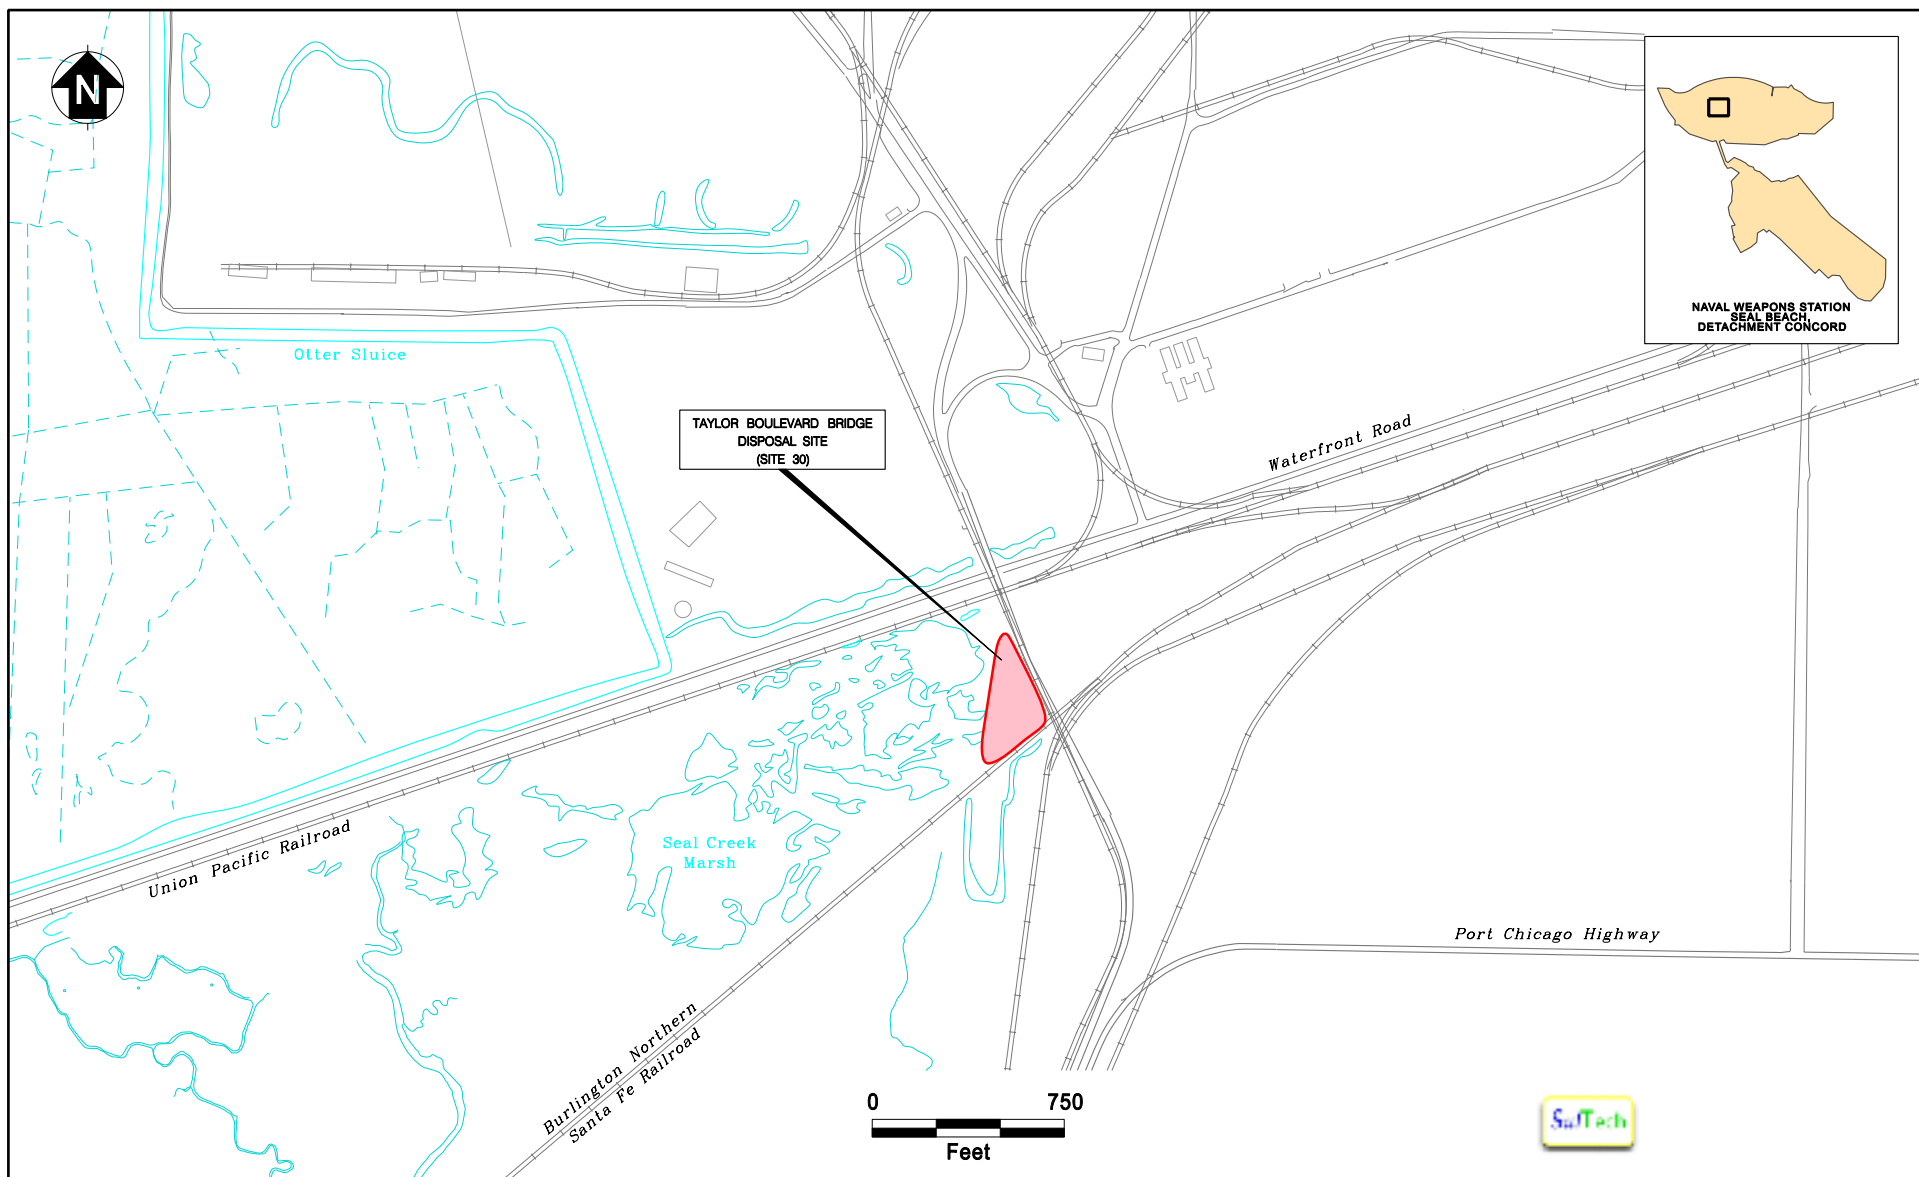 N
NAVAL WEAPONS STATION
SEAL BEACH,
DETACHMENT CONCORD
Otter Sluice
TAYLOR BOULEVARD BRIDGE
DISPOSAL SITE
(SITE 30)
Waterfront Road
Union Pacific Railroad
Seal Creek
Marsh
Port Chicago Highway
Burlington Northern
Santa Fe Railroad
0 750
Feet